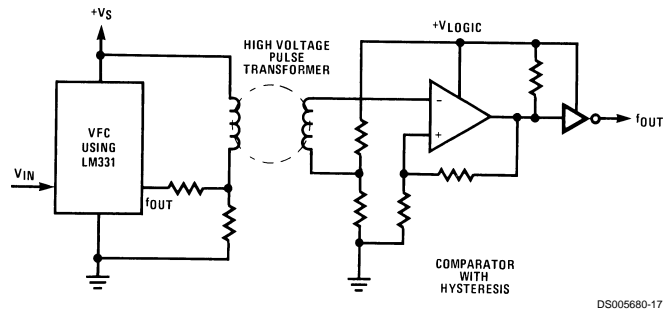 +VS
HIGH VOLTAGE
PULSE
TRANSFORMER
+VLOGIC
VFC
USING
LM331
VIN
fOUT
−
+
fOUT
COMPARATOR
WITH
HYSTERESIS
DS005680-17